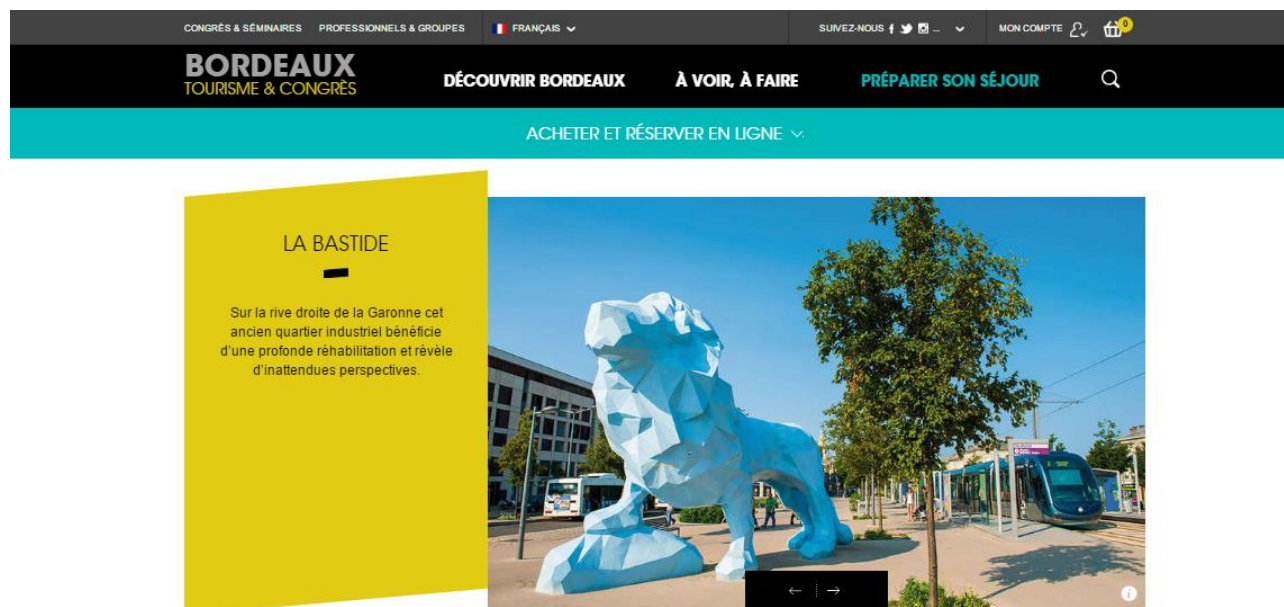 CONGRÈS & SÉMINAIRES PROFESSIONNELS & GROUPES FRANÇAIS SUIVEZ-NOUS ... MON COMPTE 0
BORDEAUX
TOURISME & CONGRÈS
DÉCOUVRIR BORDEAUX À VOIR, À FAIRE PRÉPARER SON SÉJOUR
ACHETER ET RÉSERVER EN LIGNE
LA BASTIDE
Sur la rive droite de la Garonne cet
ancien quartier industriel bénéficie
d'une profonde réhabilitation et révèle
d'inattendues perspectives.